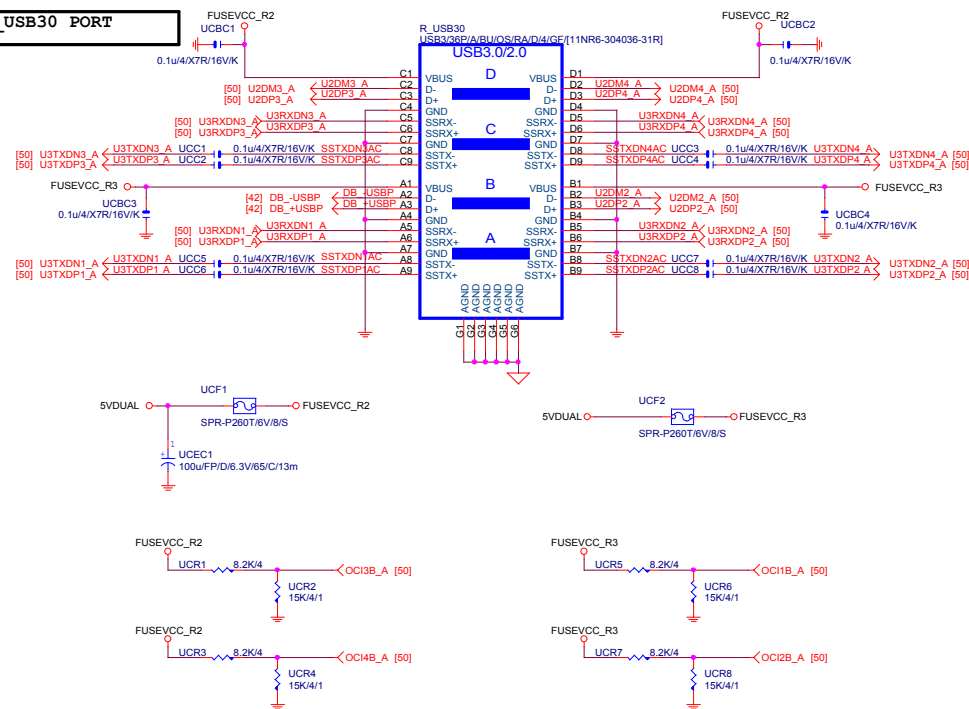 _USB30 PORT
FUSEVCC_R2
UCBC1
0.1u/4/X7R/16V/K
FUSEVCC_R2
UCBC2
0.1u/4/X7R/16V/K
R_USB30
USB3/36P/A/BU/OS/RA/D/4/GF/[11NR6-304036-31R]
USB3.0/2.0
D
C
B
A
C1 VBUS
[50] U2DM3_A U2DM3_A C2 D-
[50] U2DP3_A U2DP3_A C3 D+
C4 GND
[50] U3RXDN3_A U3RXDN3_A C5 SSRX-
[50] U3RXDP3_A U3RXDP3_A C6 SSRX+
C7 GND
[50] U3TXDN3_A U3TXDN3_A UCC1 0.1u/4/X7R/16V/K SSTXDN3AC C8 SSTX-
[50] U3TXDP3_A U3TXDP3_A UCC2 0.1u/4/X7R/16V/K SSTXDP3AC C9 SSTX+
VBUS D1
D- D2 U2DM4_A U2DM4_A [50]
D+ D3 U2DP4_A U2DP4_A [50]
GND D4
SSRX- D5 U3RXDN4_A U3RXDN4_A [50]
SSRX+ D6 U3RXDP4_A U3RXDP4_A [50]
GND D7
SSTX- D8 SSTXDN4AC UCC3 0.1u/4/X7R/16V/K U3TXDN4_A U3TXDN4_A [50]
SSTX+ D9 SSTXDP4AC UCC4 0.1u/4/X7R/16V/K U3TXDP4_A U3TXDP4_A [50]
FUSEVCC_R3
UCBC3
0.1u/4/X7R/16V/K
A1 VBUS
[42] DB_-USBP DB_-USBP A2 D-
[42] DB_+USBP DB_+USBP A3 D+
A4 GND
[50] U3RXDN1_A U3RXDN1_A A5 SSRX-
[50] U3RXDP1_A U3RXDP1_A A6 SSRX+
A7 GND
[50] U3TXDN1_A U3TXDN1_A UCC5 0.1u/4/X7R/16V/K SSTXDN1AC A8 SSTX-
[50] U3TXDP1_A U3TXDP1_A UCC6 0.1u/4/X7R/16V/K SSTXDP1AC A9 SSTX+
FUSEVCC_R3
UCBC4
0.1u/4/X7R/16V/K
VBUS B1
D- B2 U2DM2_A U2DM2_A [50]
D+ B3 U2DP2_A U2DP2_A [50]
GND B4
SSRX- B5 U3RXDN2_A U3RXDN2_A [50]
SSRX+ B6 U3RXDP2_A U3RXDP2_A [50]
GND B7
SSTX- B8 SSTXDN2AC UCC7 0.1u/4/X7R/16V/K U3TXDN2_A U3TXDN2_A [50]
SSTX+ B9 SSTXDP2AC UCC8 0.1u/4/X7R/16V/K U3TXDP2_A U3TXDP2_A [50]
AGND AGND AGND AGND AGND AGND
G1 G2 G3 G4 G5 G6
UCF1
5VDUAL FUSEVCC_R2
SPR-P260T/6V/8/S
1
+
UCEC1
100u/FP/D/6.3V/65/C/13m
UCF2
5VDUAL FUSEVCC_R3
SPR-P260T/6V/8/S
FUSEVCC_R2
UCR1 8.2K/4 OCI3B_A [50]
UCR2
15K/4/1
FUSEVCC_R3
UCR5 8.2K/4 OCI1B_A [50]
UCR6
15K/4/1
FUSEVCC_R2
UCR3 8.2K/4 OCI4B_A [50]
UCR4
15K/4/1
FUSEVCC_R3
UCR7 8.2K/4 OCI2B_A [50]
UCR8
15K/4/1